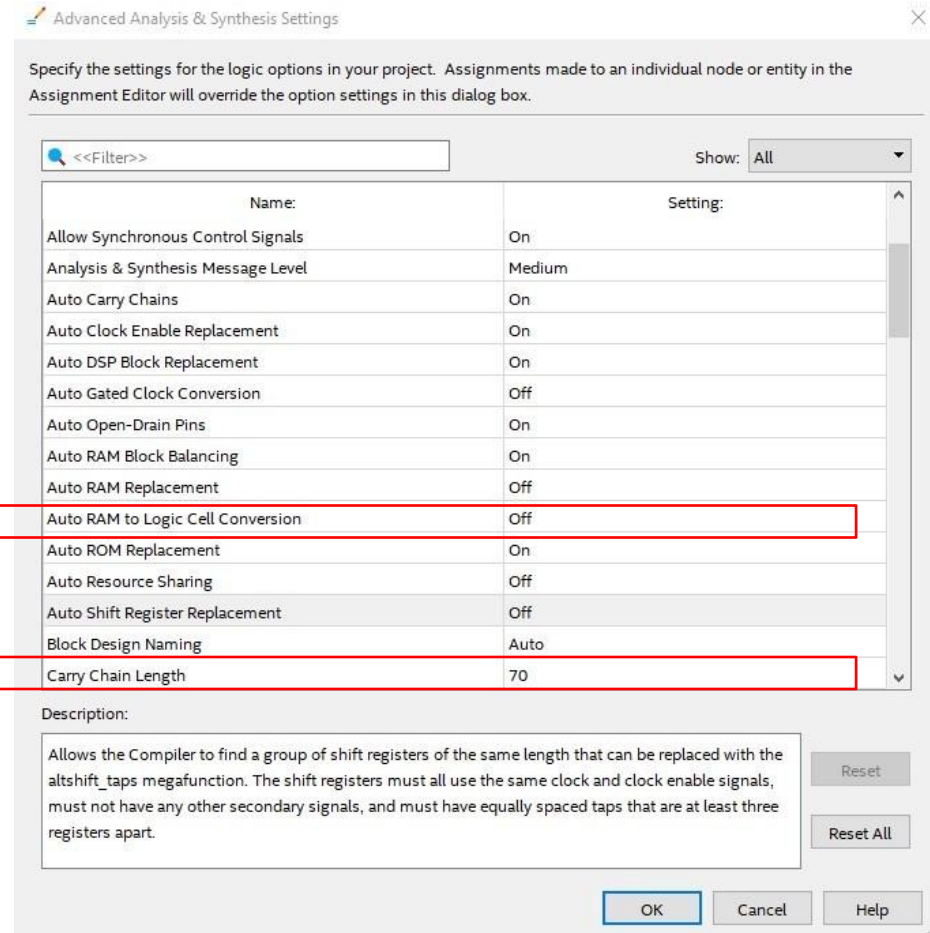 Advanced Analysis & Synthesis Settings
Specify the settings for the logic options in your project. Assignments made to an individual node or entity in the
Assignment Editor will override the option settings in this dialog box.
<<Filter>>
Show: All
Name: Setting:
Allow Synchronous Control Signals On
Analysis & Synthesis Message Level Medium
Auto Carry Chains On
Auto Clock Enable Replacement On
Auto DSP Block Replacement On
Auto Gated Clock Conversion Off
Auto Open-Drain Pins On
Auto RAM Block Balancing On
Auto RAM Replacement Off
Auto RAM to Logic Cell Conversion Off
Auto ROM Replacement On
Auto Resource Sharing Off
Auto Shift Register Replacement Off
Block Design Naming Auto
Carry Chain Length 70
Description:
Allows the Compiler to find a group of shift registers of the same length that can be replaced with the
altshift_taps megafunction. The shift registers must all use the same clock and clock enable signals,
must not have any other secondary signals, and must have equally spaced taps that are at least three
registers apart.
Reset
Reset All
OK Cancel Help